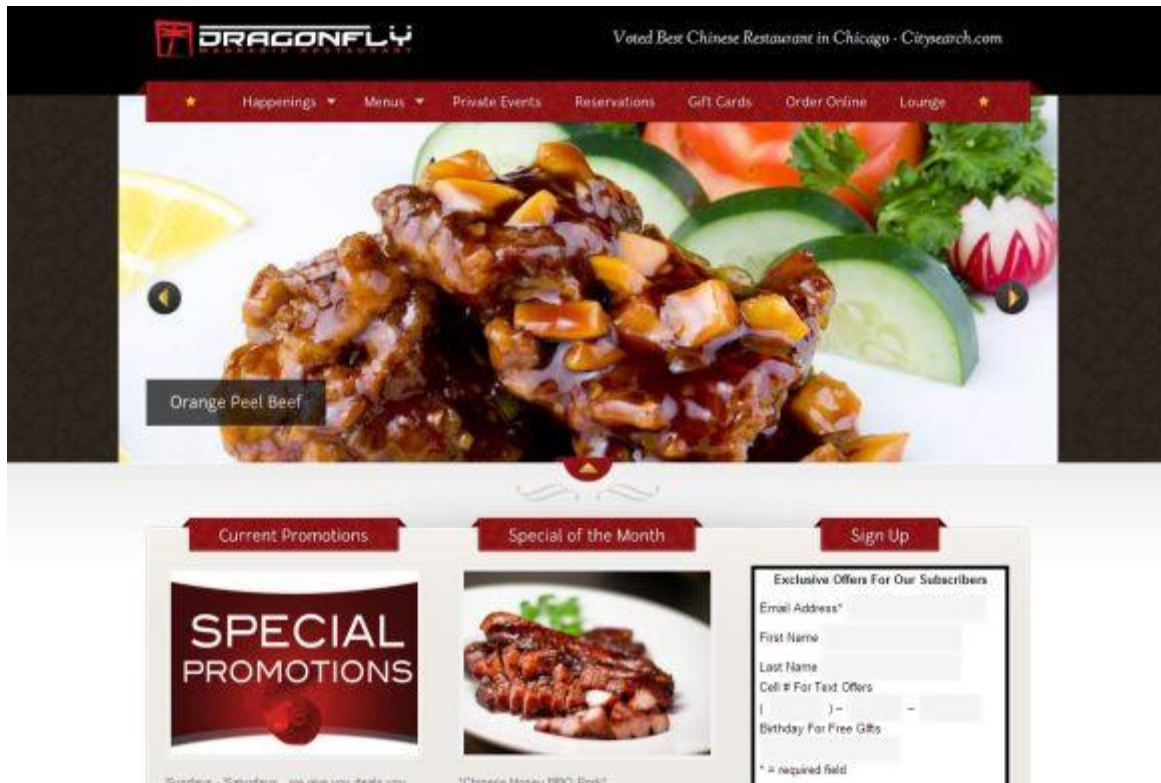 DRAGONFLY
MANDARIN RESTAURANT
Voted Best Chinese Restaurant in Chicago - Citysearch.com
Happenings Menus Private Events Reservations Gift Cards Order Online Lounge
Orange Peel Beef
Current Promotions
Special of the Month
Sign Up
SPECIAL
PROMOTIONS
Exclusive Offers For Our Subscribers
Email Address*
First Name
Last Name
Cell # For Text Offers
( ) - -
Birthday For Free Gifts
* = required field